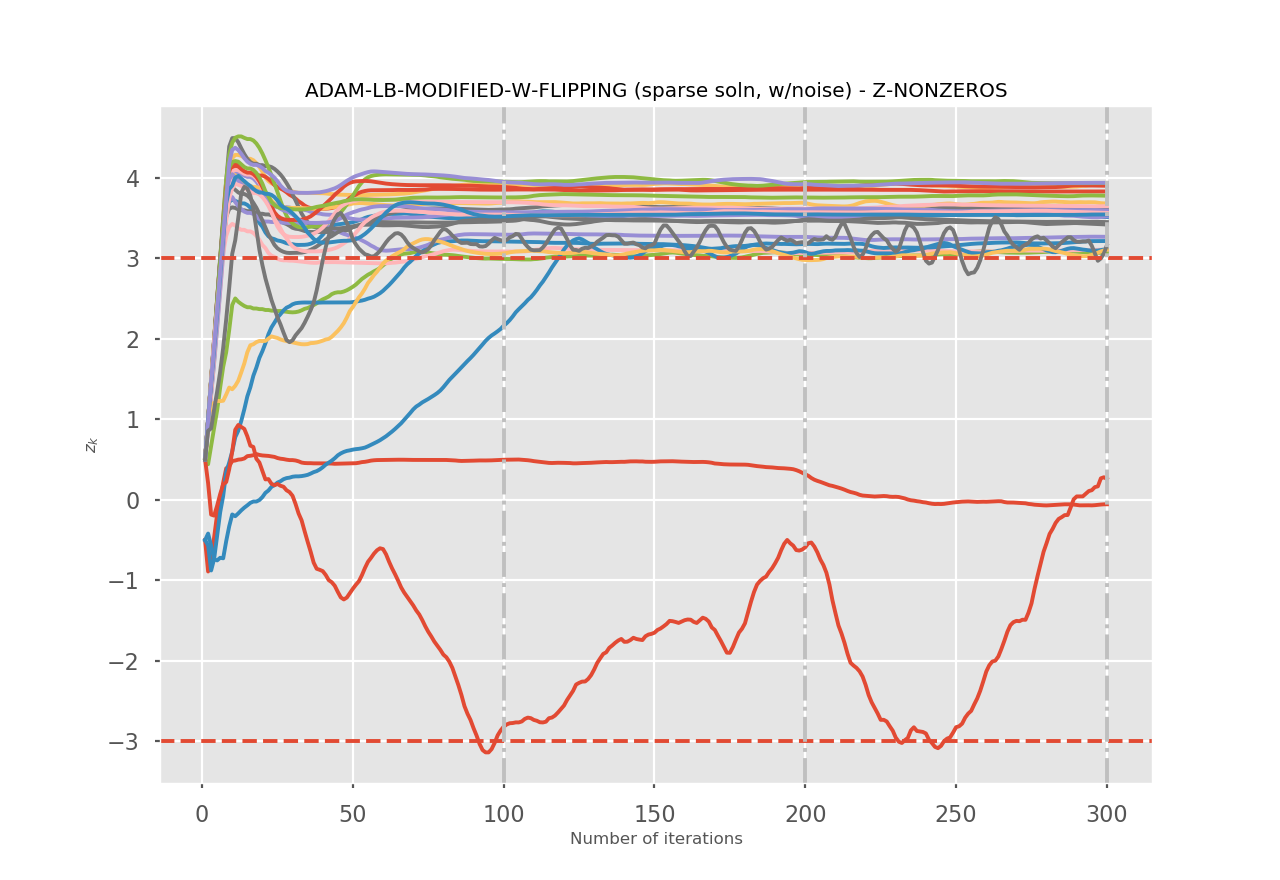 ADAM-LB-MODIFIED-W-FLIPPING (sparse soln, w/noise) - Z-NONZEROS
4
3
2
1
0
−1
−2
−3
z_k
0 50 100 150 200 250 300
Number of iterations